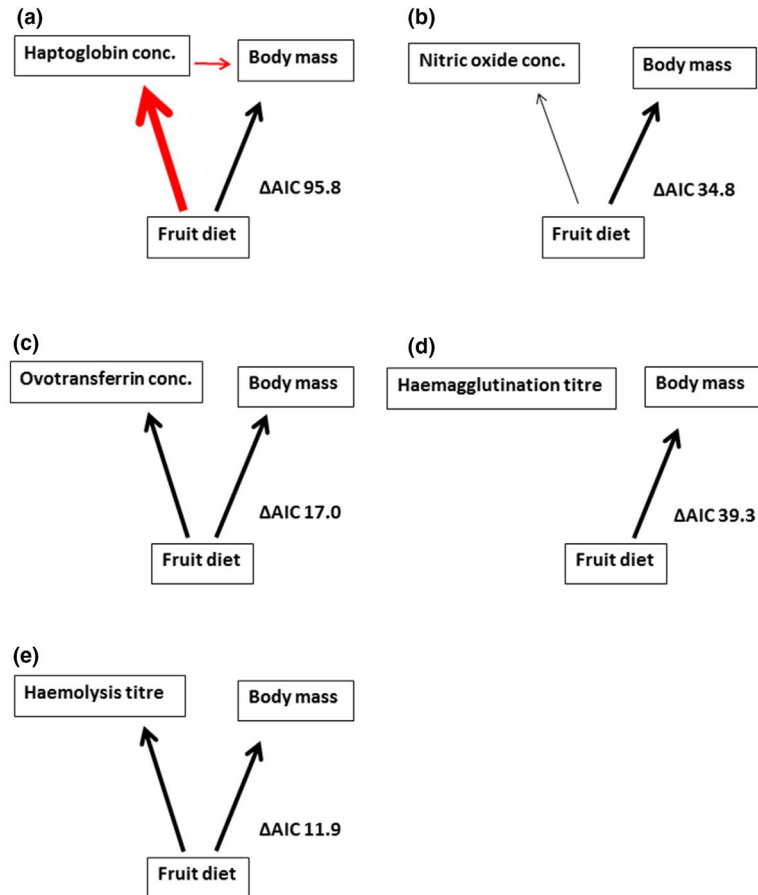 (a)
Haptoglobin conc.
Body mass
ΔAIC 95.8
Fruit diet
(b)
Nitric oxide conc.
Body mass
ΔAIC 34.8
Fruit diet
(c)
Ovotransferrin conc.
Body mass
ΔAIC 17.0
Fruit diet
(d)
Haemagglutination titre
Body mass
ΔAIC 39.3
Fruit diet
(e)
Haemolysis titre
Body mass
ΔAIC 11.9
Fruit diet